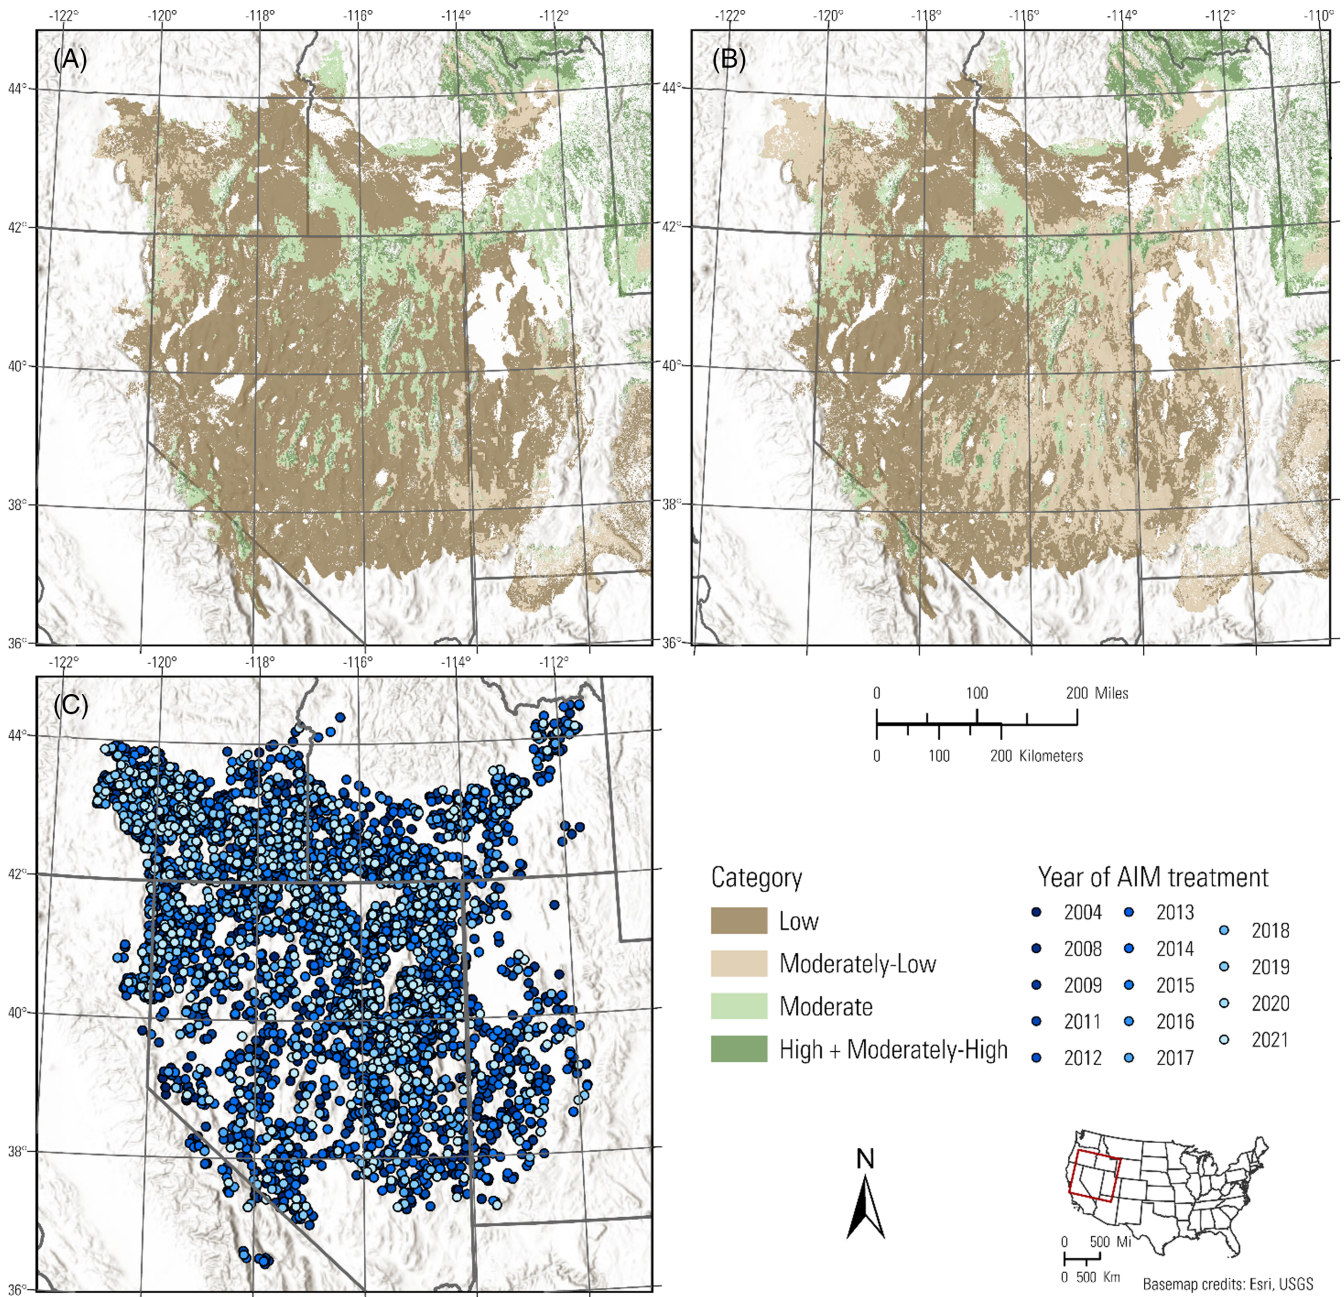 -122° -120° -118° -116° -114° -112°
-122° -120° -118° -116° -114° -112° -110°
(A)
(B)
44°
42°
40°
38°
36°
44°
42°
40°
38°
36°
-122° -120° -118° -116° -114° -112°
(C)
44°
42°
40°
38°
36°
0 100 200 Miles
0 100 200 Kilometers
Category
Low
Moderately-Low
Moderate
High + Moderately-High
Year of AIM treatment
2004 2013
2008 2014
2009 2015
2011 2016
2012 2017
2018
2019
2020
2021
N
0 500 Mi
0 500 Km
Basemap credits: Esri, USGS